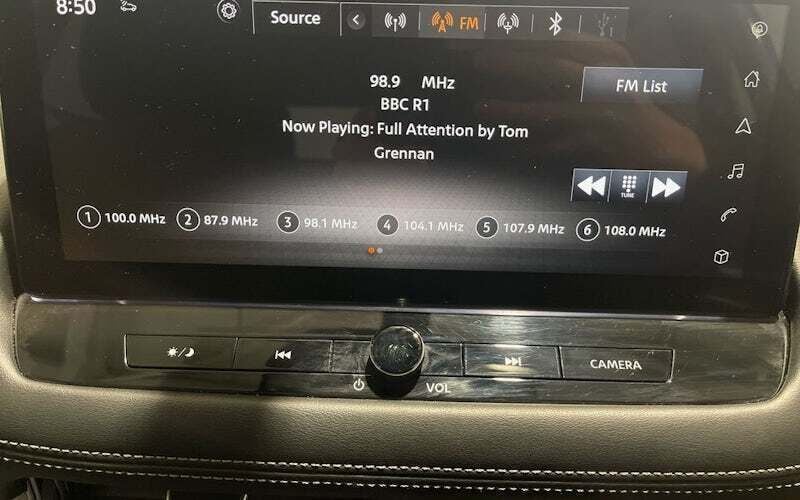 8:50
Source
FM
98.9 MHz
FM List
BBC R1
Now Playing: Full Attention by Tom
Grennan
TUNE
1 100.0 MHz 2 87.9 MHz 3 98.1 MHz 4 104.1 MHz 5 107.9 MHz 6 108.0 MHz
VOL
CAMERA